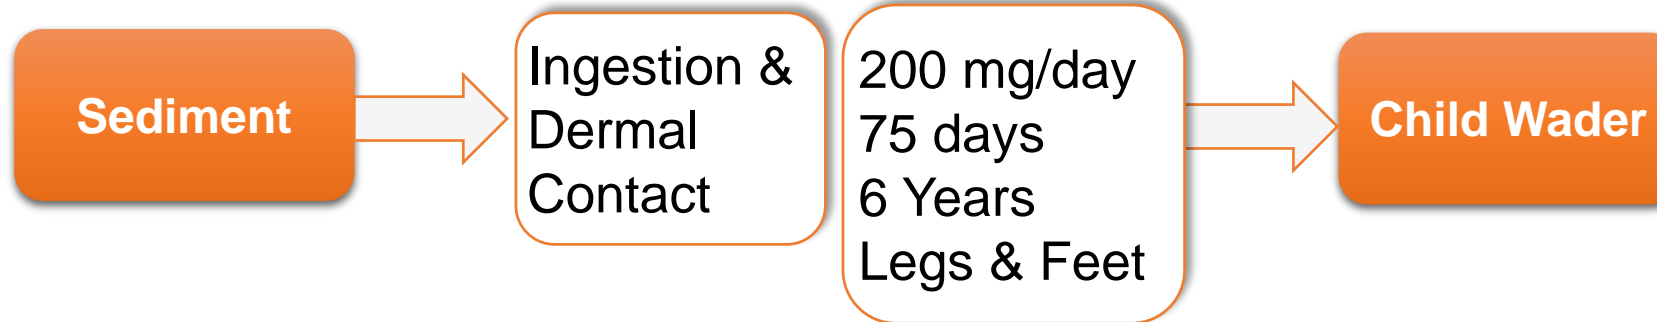 Sediment
Ingestion &
Dermal
Contact
200 mg/day
75 days
6 Years
Legs & Feet
Child Wader